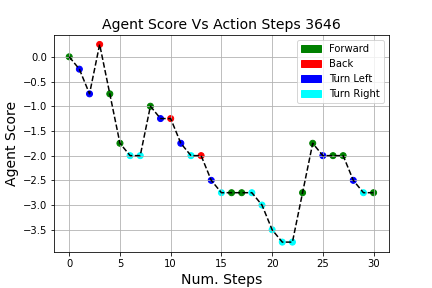 Agent Score Vs Action Steps 3646
Forward
Back
Turn Left
Turn Right
Agent Score
0.0
−0.5
−1.0
−1.5
−2.0
−2.5
−3.0
−3.5
0 5 10 15 20 25 30
Num. Steps